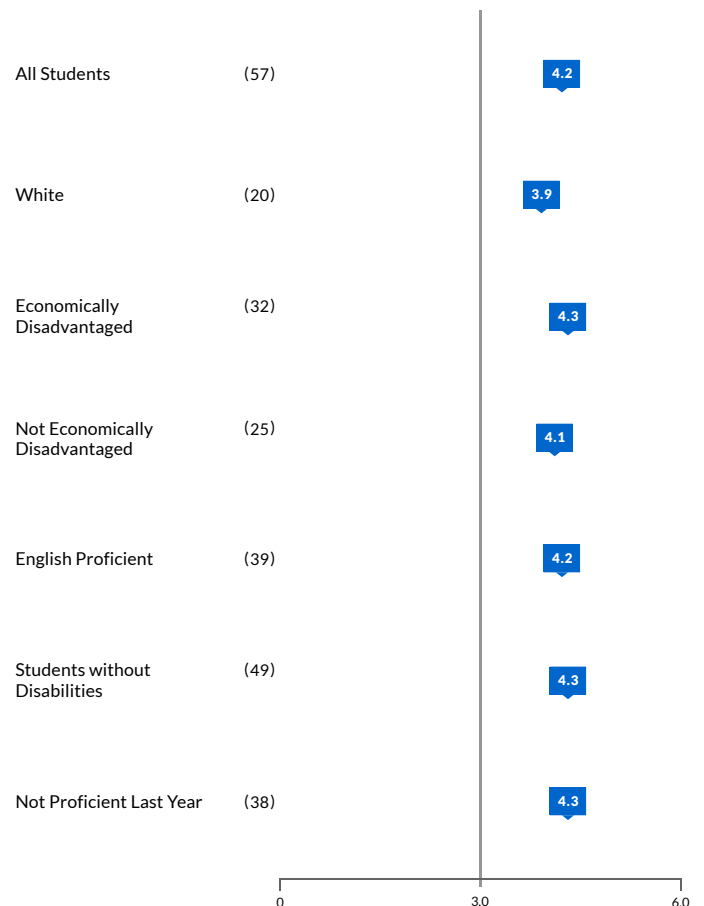 All Students (57) 4.2
White (20) 3.9
Economically (32) 4.3
Disadvantaged
Not Economically (25) 4.1
Disadvantaged
English Proficient (39) 4.2
Students without (49) 4.3
Disabilities
Not Proficient Last Year (38) 4.3
0 3.0 6.0